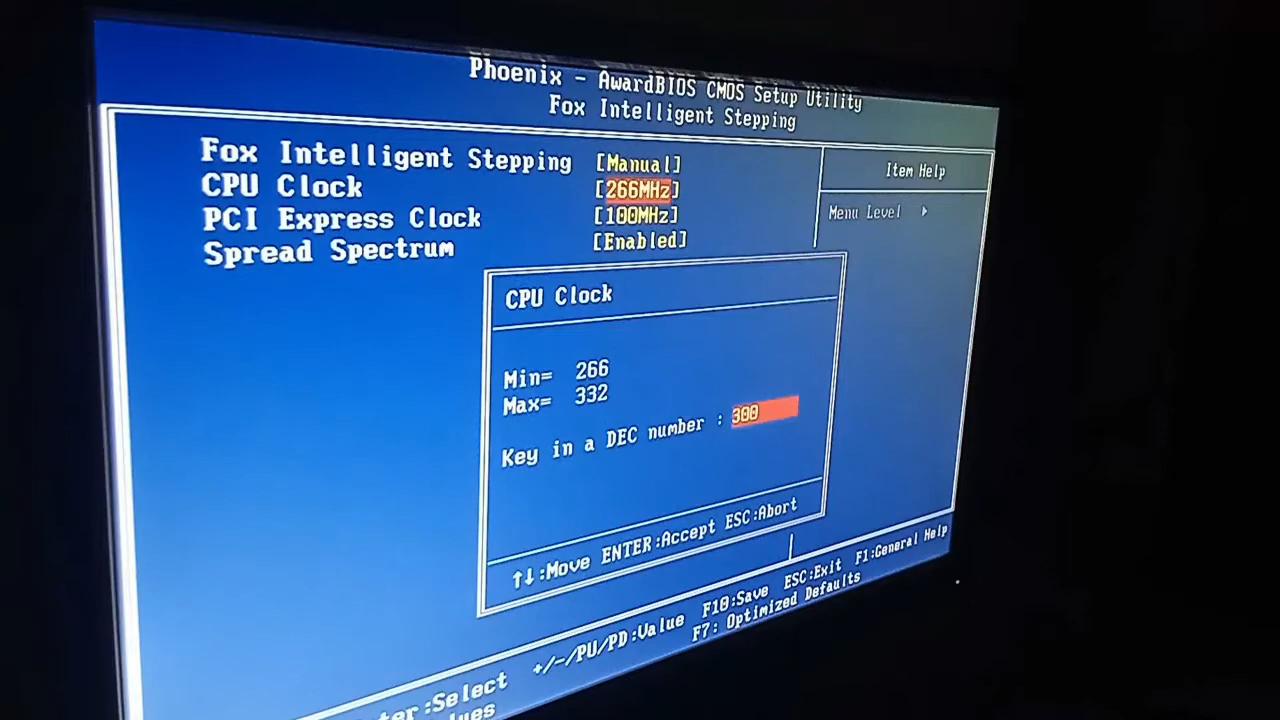 Phoenix - AwardBIOS CMOS Setup Utility
Fox Intelligent Stepping
Fox Intelligent Stepping [Manual]
CPU Clock [266MHz]
PCI Express Clock [100MHz]
Spread Spectrum [Enabled]
Item Help
Menu Level ▸
CPU Clock
Min= 266
Max= 332
Key in a DEC number : 300
↑↓:Move ENTER:Accept ESC:Abort
:Select +/-/PU/PD:Value F10:Save ESC:Exit F1:General Help
F7: Optimized Defaults